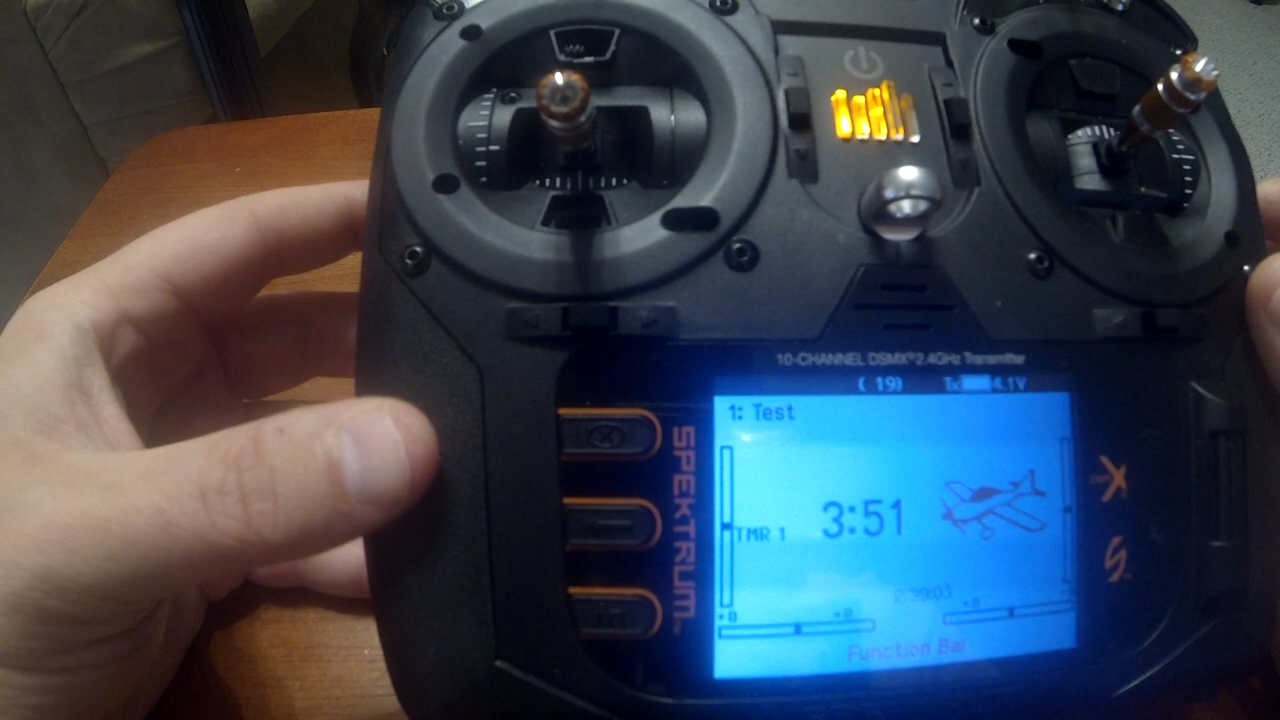 10-CHANNEL DSMX® 2.4GHz Transmitter
( 19) Tx 4.1V
1: Test
SPEKTRUM
TMR 1 3:51
+0 +0 +0
Function Bar